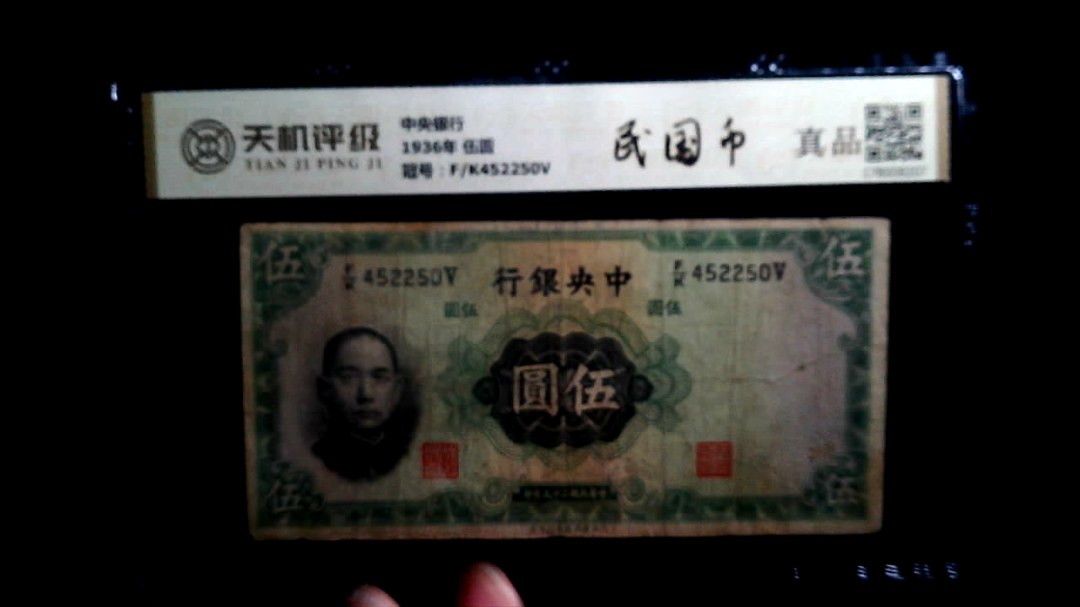 天机评级
TIAN JI PING JI
中央银行
1936年 伍圆
冠号：F/K452250V
民国币
真品
伍
伍
F/K 452250V
行銀央中
F/K 452250V
圓伍
圓伍
圓伍
伍
伍